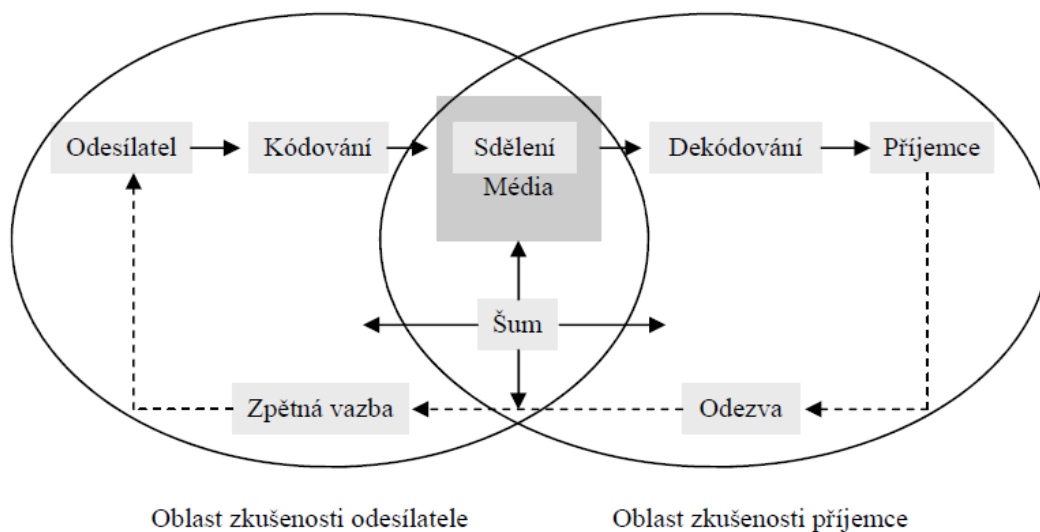 Odesílatel
Kódování
Sdělení
Média
Dekódování
Příjemce
Šum
Zpětná vazba
Odezva
Oblast zkušenosti odesílatele
Oblast zkušenosti příjemce